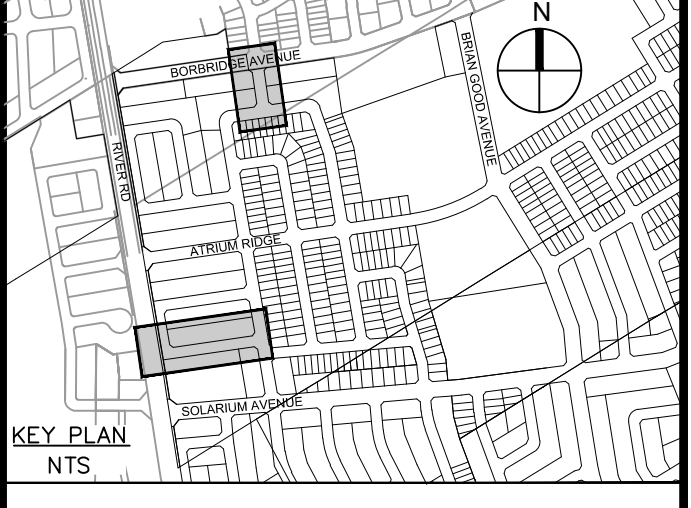 N
BORBRIDGE AVENUE
BRIAN GOOD AVENUE
RIVER RD
ATRIUM RIDGE
SOLARIUM AVENUE
KEY PLAN
NTS